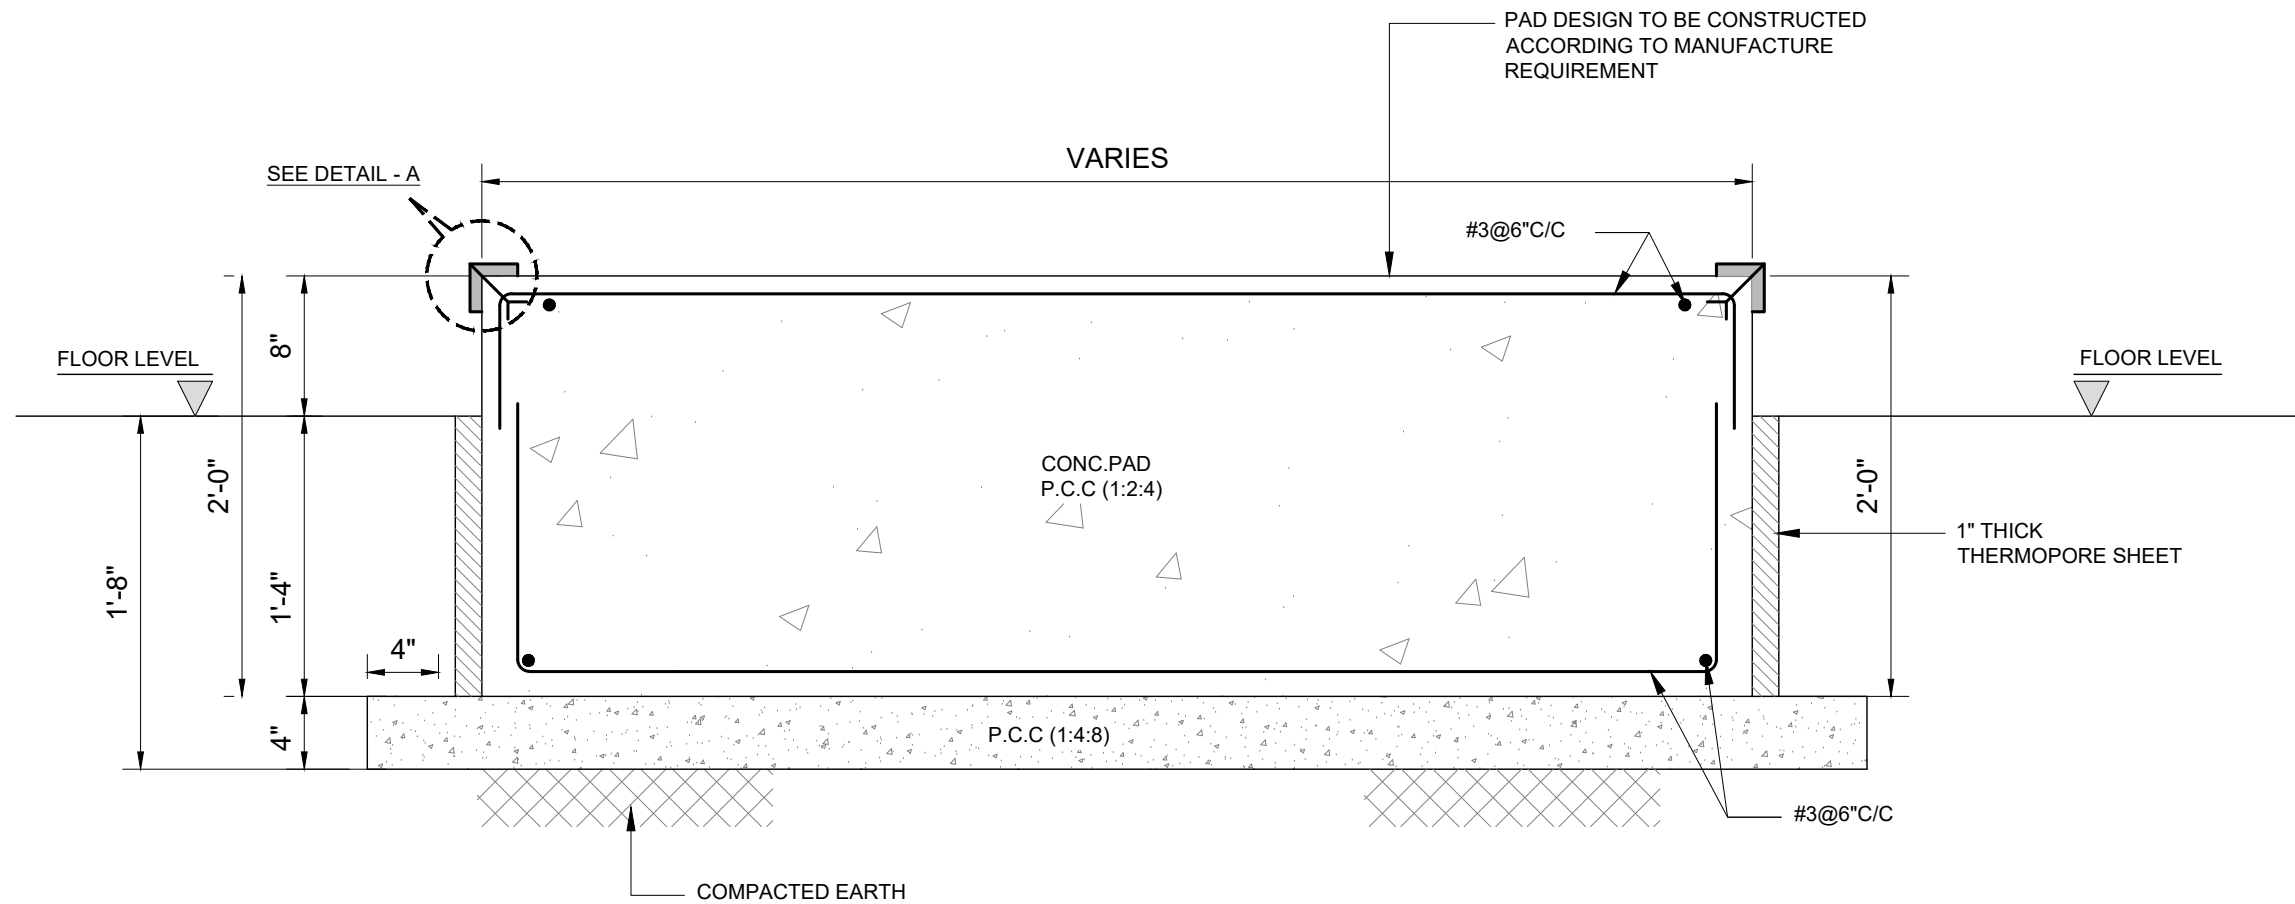 PAD DESIGN TO BE CONSTRUCTED
ACCORDING TO MANUFACTURE
REQUIREMENT
VARIES
SEE DETAIL - A
#3@6"C/C
8"
FLOOR LEVEL
FLOOR LEVEL
CONC.PAD
P.C.C (1:2:4)
2'-0"
2'-0"
1" THICK
THERMOPORE SHEET
1'-8"
1'-4"
4"
4"
P.C.C (1:4:8)
#3@6"C/C
COMPACTED EARTH